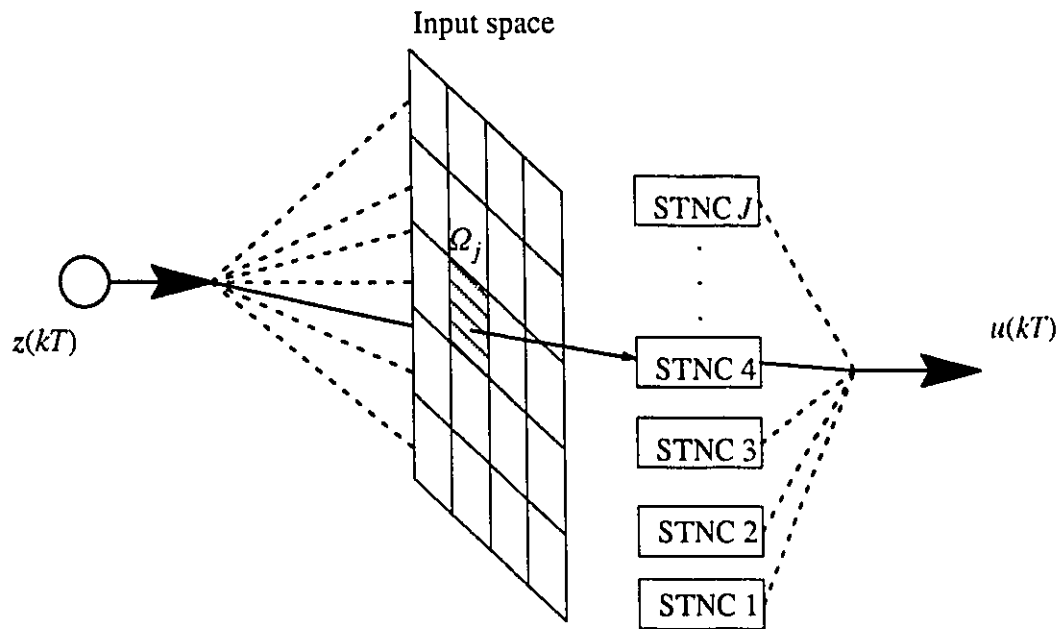 Input space
STNC J
Ω_j
z(kT)
u(kT)
STNC 4
STNC 3
STNC 2
STNC 1